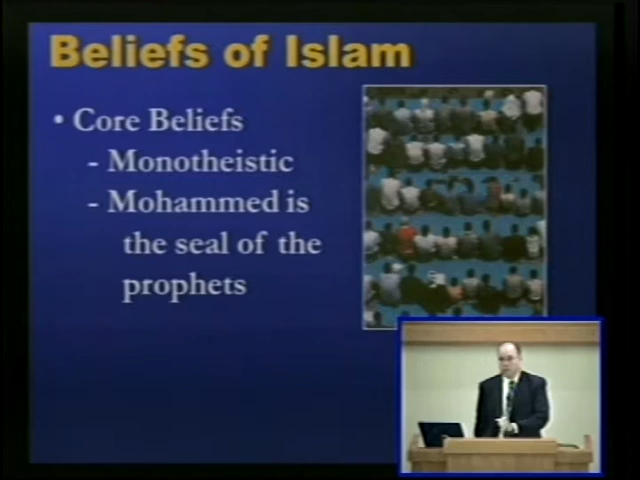 Beliefs of Islam
• Core Beliefs
- Monotheistic
- Mohammed is
the seal of the
prophets